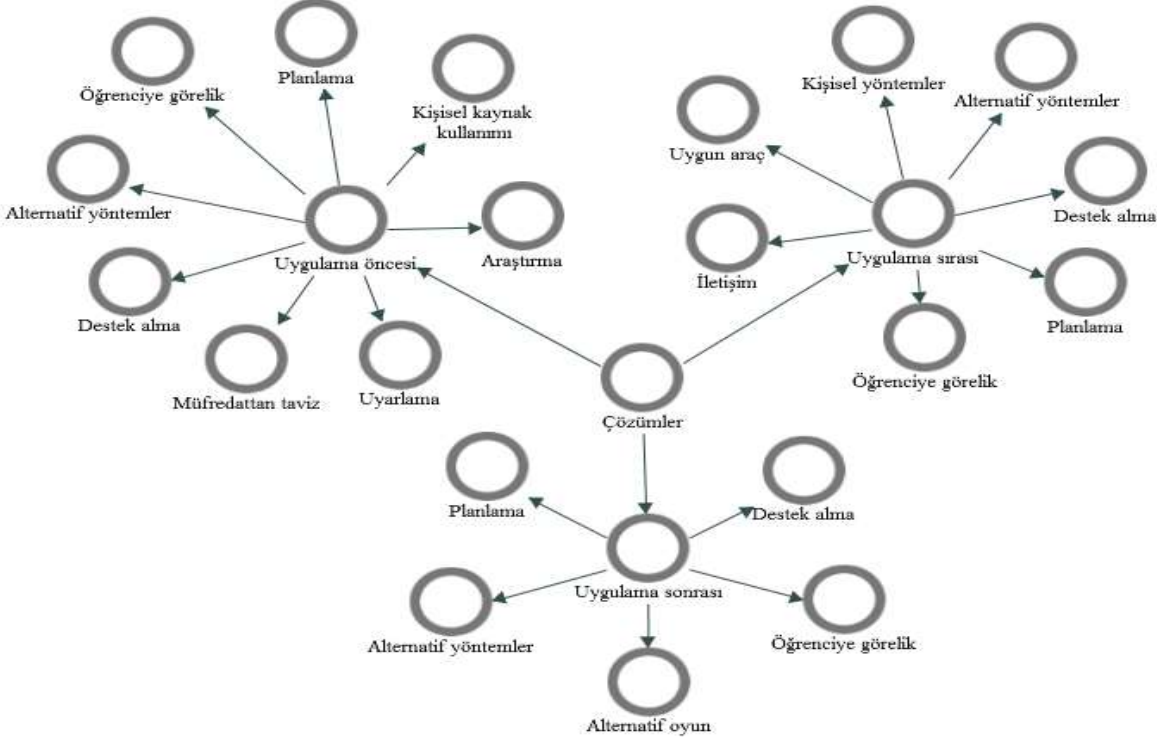 Planlama
Öğrenciye görelik
Kişisel kaynak
kullanımı
Alternatif yöntemler
Uygulama öncesi
Araştırma
Destek alma
Müfredattan taviz
Uyarlama
Kişisel yöntemler
Alternatif yöntemler
Uygun araç
Destek alma
Uygulama sırası
İletişim
Planlama
Öğrenciye görelik
Çözümler
Planlama
Destek alma
Uygulama sonrası
Alternatif yöntemler
Öğrenciye görelik
Alternatif oyun